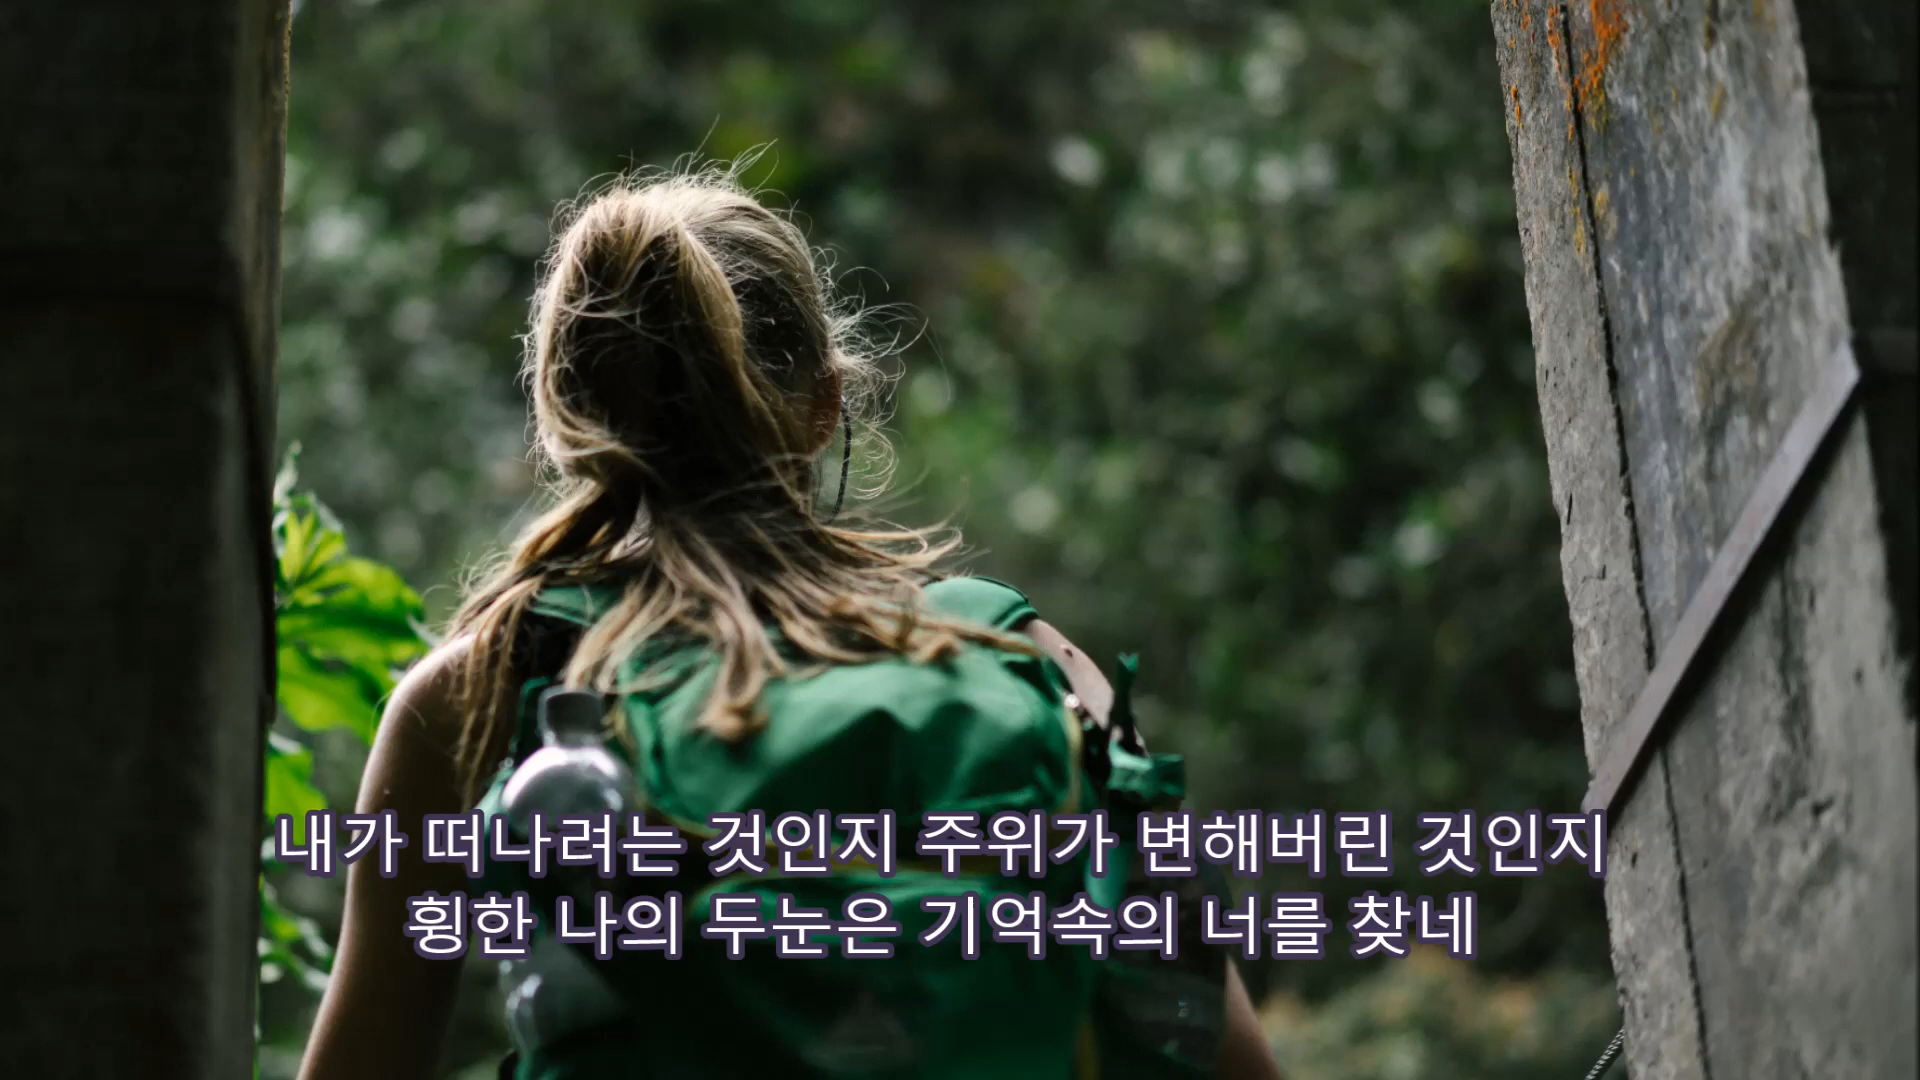 내가 떠나려는 것인지 주위가 변해버린 것인지
휭한 나의 두눈은 기억속의 너를 찾네